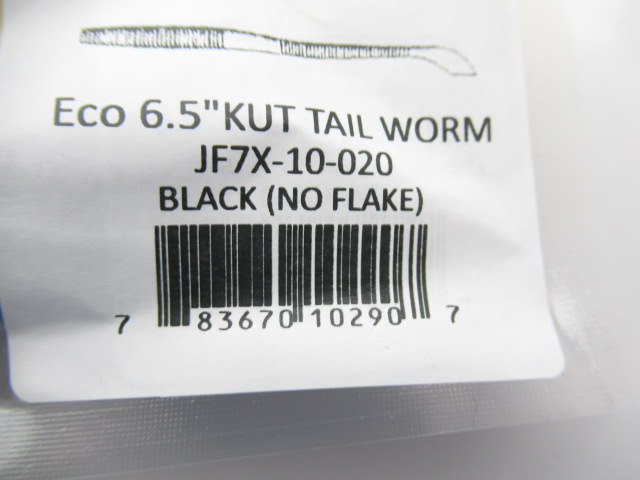 Eco 6.5"KUT TAIL WORM
JF7X-10-020
BLACK (NO FLAKE)
7 83670 10290 7